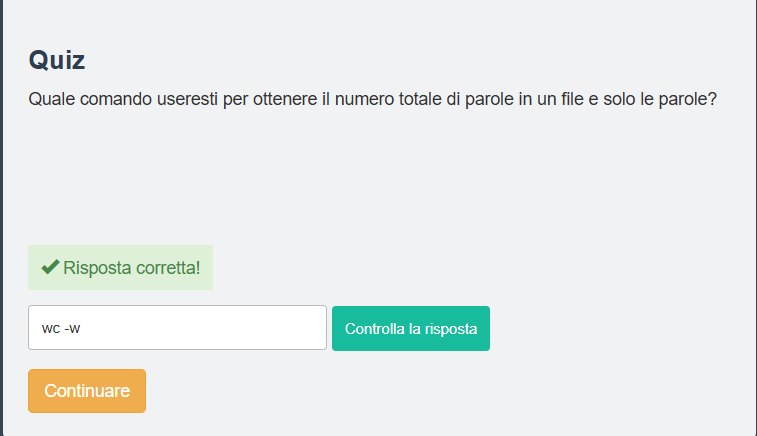 Quiz
Quale comando useresti per ottenere il numero totale di parole in un file e solo le parole?
Risposta corretta!
wc -w
Controlla la risposta
Continuare